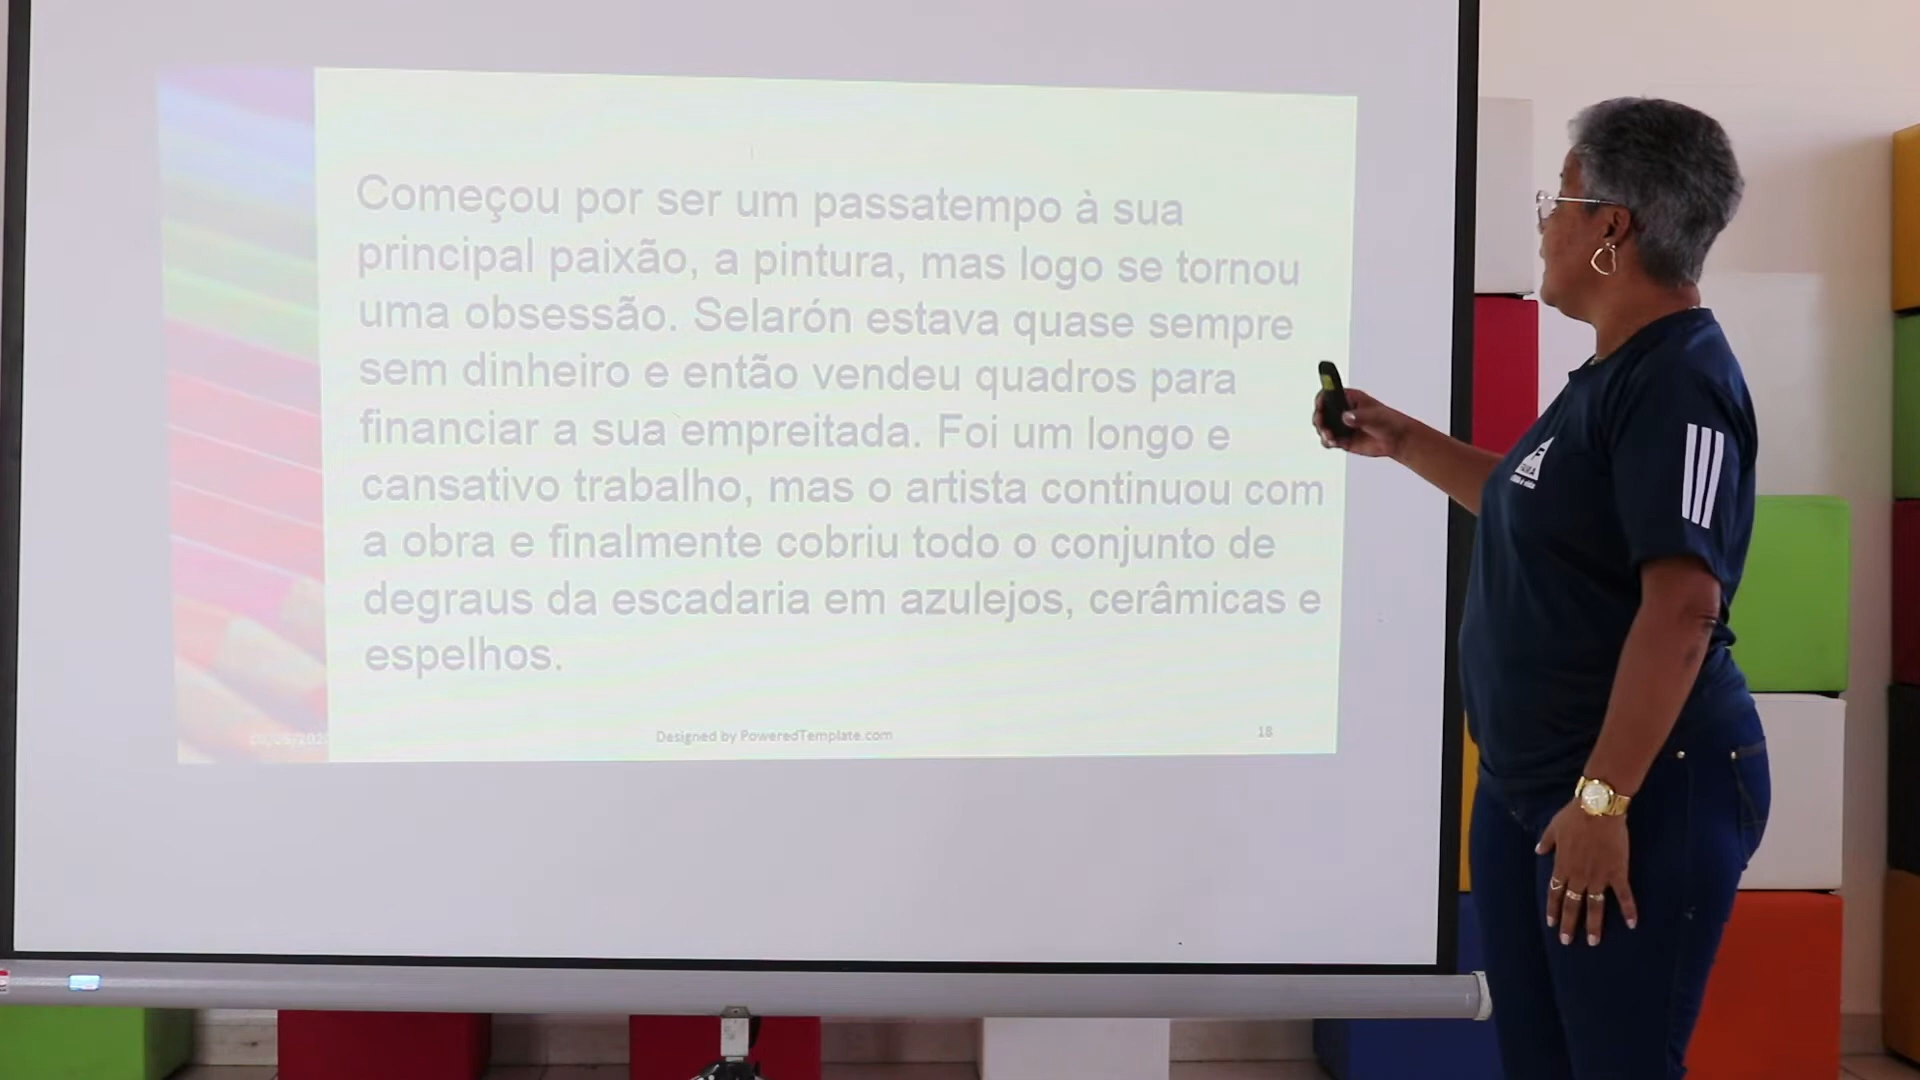 Começou por ser um passatempo à sua
principal paixão, a pintura, mas logo se tornou
uma obsessão. Selarón estava quase sempre
sem dinheiro e então vendeu quadros para
financiar a sua empreitada. Foi um longo e
cansativo trabalho, mas o artista continuou com
a obra e finalmente cobriu todo o conjunto de
degraus da escadaria em azulejos, cerâmicas e
espelhos.
Designed by PoweredTemplate.com
18